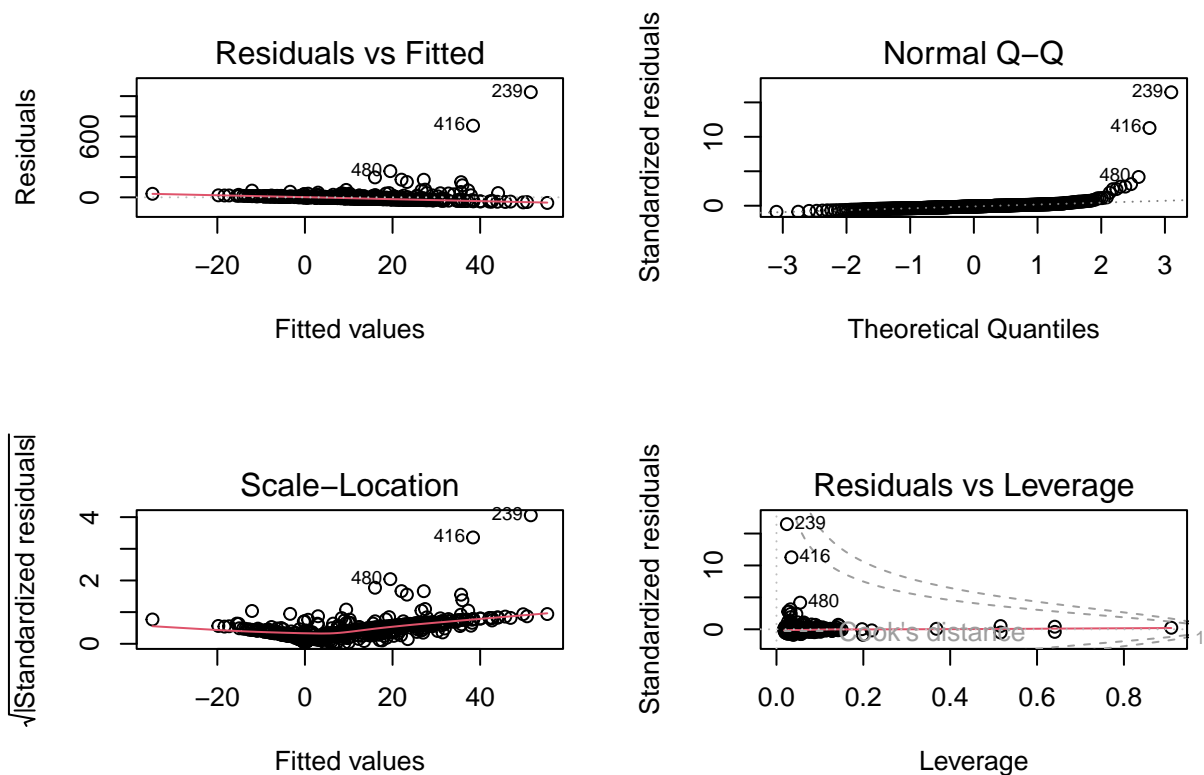 Residuals vs Fitted
Residuals
600
0
239
416
480
−20 0 20 40
Fitted values
Normal Q−Q
Standardized residuals
10
0
239
416
480
−3 −2 −1 0 1 2 3
Theoretical Quantiles
Scale−Location
√|Standardized residuals|
4
2
0
239
416
480
−20 0 20 40
Fitted values
Residuals vs Leverage
Standardized residuals
10
0
239
416
480
Cook's distance
1
0.0 0.2 0.4 0.6 0.8
Leverage